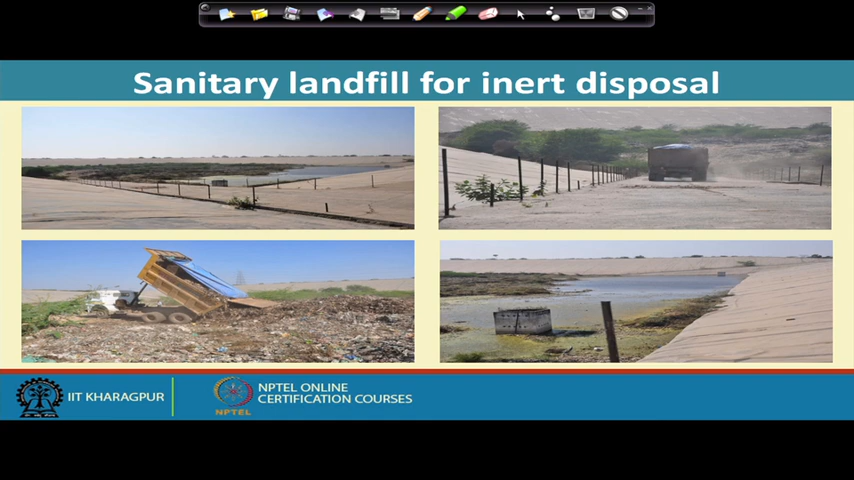 Sanitary landfill for inert disposal
IIT KHARAGPUR
NPTEL
NPTEL ONLINE
CERTIFICATION COURSES